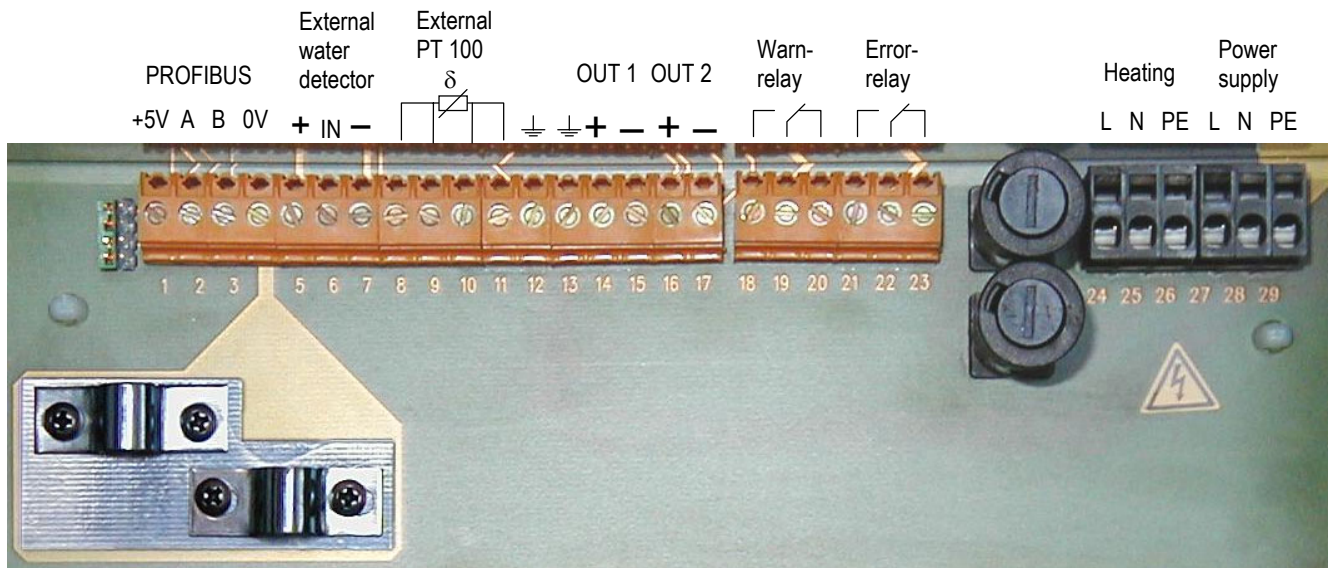 External
water
detector
External
PT 100
δ
PROFIBUS
+5V A B 0V
+ IN −
OUT 1 OUT 2
+ − + −
Warn-
relay
Error-
relay
Heating
L N PE
Power
supply
L N PE
1 2 3 5 6 7 8 9 10 11 12 13 14 15 16 17 18 19 20 21 22 23
24 25 26 27 28 29